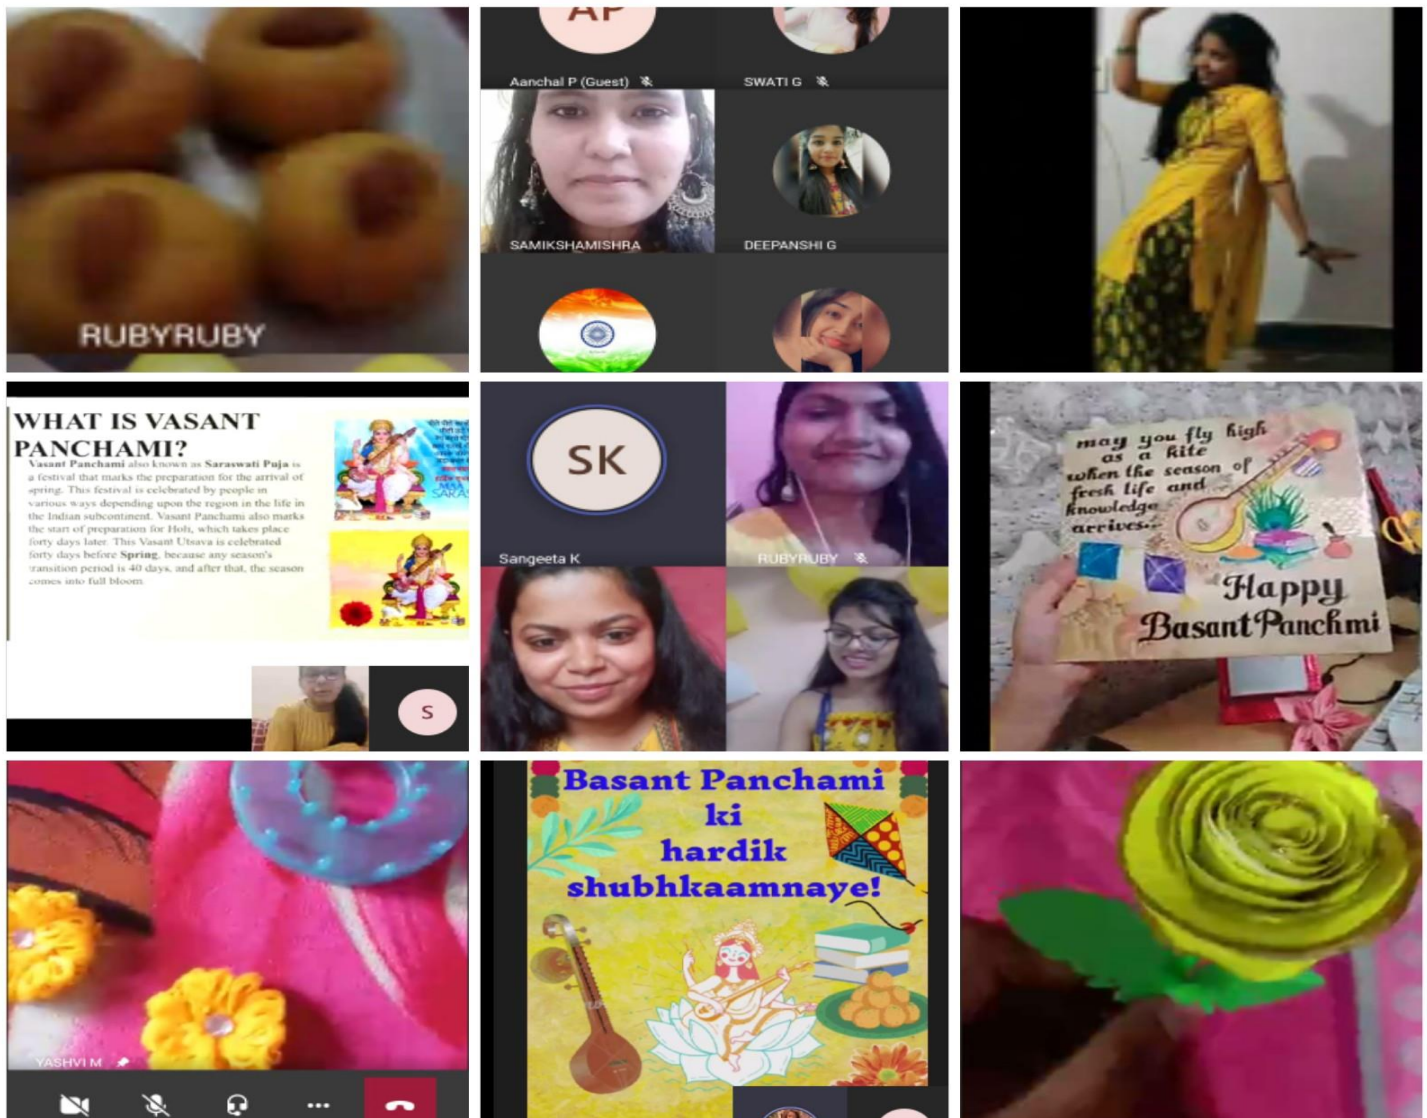 RUBYRUBY
AP
Aanchal P (Guest)
SWATI G
SAMIKSHAMISHRA
DEEPANSHI G
WHAT IS VASANT
PANCHAMI?
Vasant Panchami also known as Saraswati Puja is
a festival that marks the preparation for the arrival of
spring. This festival is celebrated by people in
various ways depending upon the region in the life in
the Indian subcontinent. Vasant Panchami also marks
the start of preparation for Holi, which takes place
forty days later. This Vasant Utsava is celebrated
forty days before Spring, because any season's
transition period is 40 days, and after that, the season
comes into full bloom
S
SK
Sangeeta K
RUBYRUBY
may you fly high
as a kite
when the season of
fresh life and
knowledge
arrives...
Happy
Basant Panchmi
YASHVI M
Basant Panchami
ki
hardik
shubhkaamnaye!